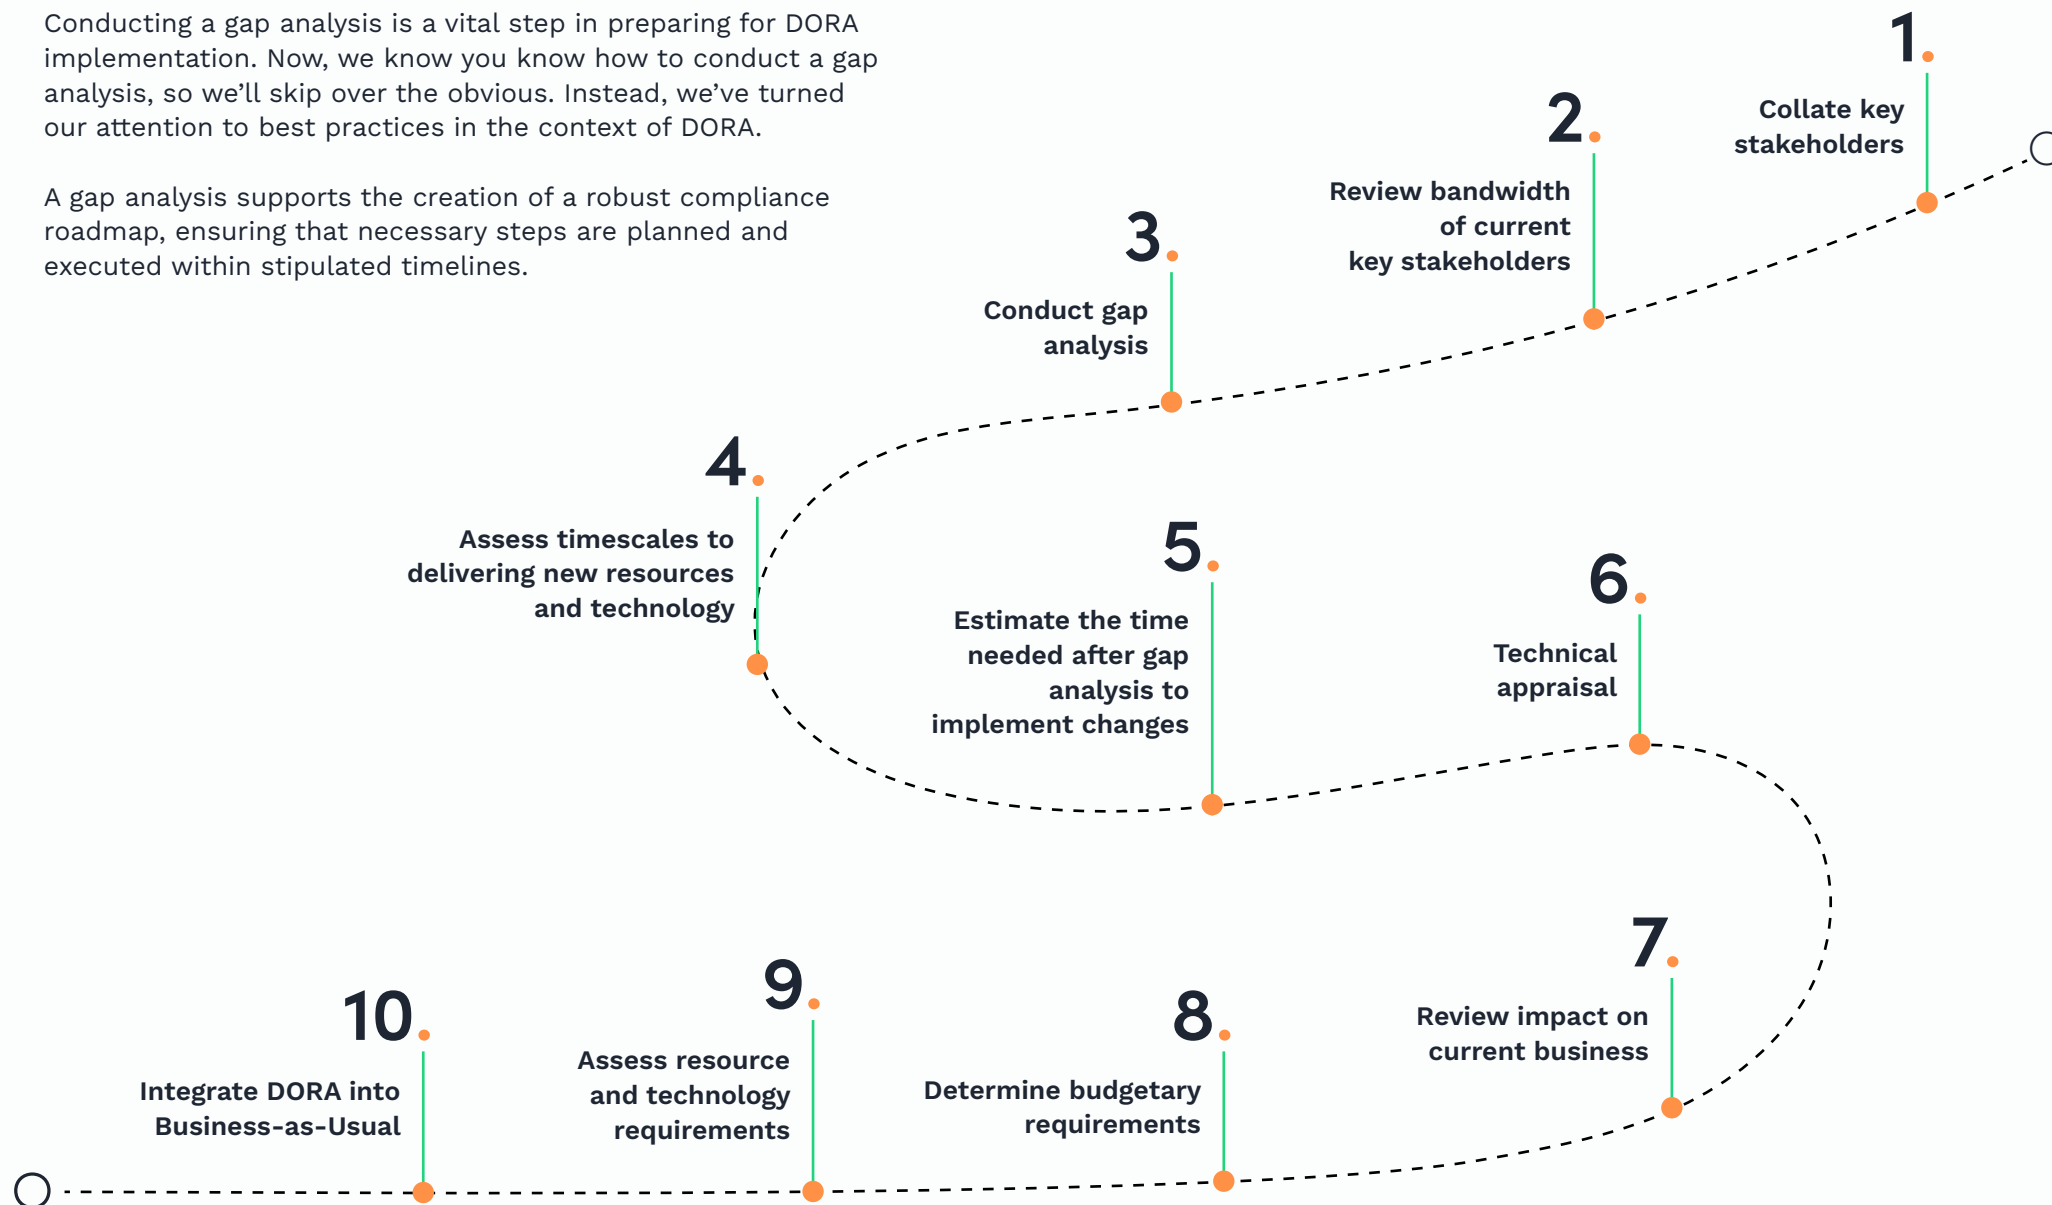 Conducting a gap analysis is a vital step in preparing for DORA
implementation. Now, we know you know how to conduct a gap
analysis, so we’ll skip over the obvious. Instead, we’ve turned
our attention to best practices in the context of DORA.
A gap analysis supports the creation of a robust compliance
roadmap, ensuring that necessary steps are planned and
executed within stipulated timelines.
1.
Collate key
stakeholders
2.
Review bandwidth
of current
key stakeholders
3.
Conduct gap
analysis
4.
Assess timescales to
delivering new resources
and technology
5.
Estimate the time
needed after gap
analysis to
implement changes
6.
Technical
appraisal
7.
Review impact on
current business
8.
Determine budgetary
requirements
9.
Assess resource
and technology
requirements
10.
Integrate DORA into
Business-as-Usual